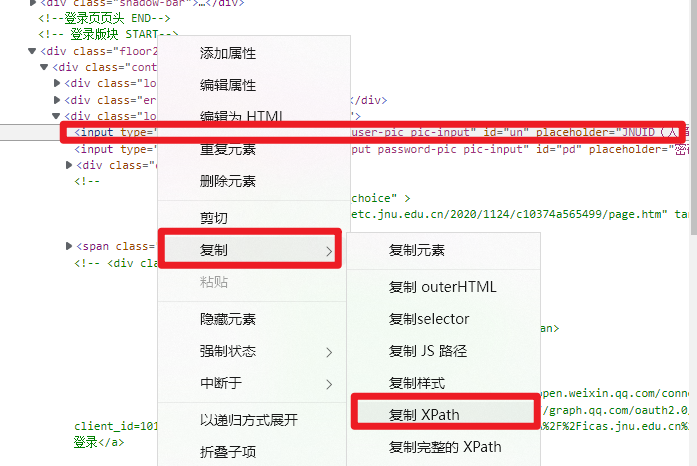 <div class="shadow-bar">…</div>
<!--登录页页头 END-->
<!-- 登录版块 START-->
<div class="floor2
<div class="cont
<div class="lo
<div class="er </div>
<div class="lo ">
<input type=" user-pic pic-input" id="un" placeholder="JNUID（人
<input type=" put password-pic pic-input" id="pd" placeholder="密
<div class="c
<!--
choice" >
etc.jnu.edu.cn/2020/1124/c10374a565499/page.htm" tar
<span class="
<!-- <div cla
an>
open.weixin.qq.com/conne
/graph.qq.com/oauth2.0/
client_id=101 %2F%2Ficas.jnu.edu.cn%
登录</a>
添加属性
编辑属性
编辑为 HTML
重复元素
删除元素
剪切
复制
粘贴
隐藏元素
强制状态
中断于
以递归方式展开
折叠子项
复制元素
复制 outerHTML
复制selector
复制 JS 路径
复制样式
复制 XPath
复制完整的 XPath